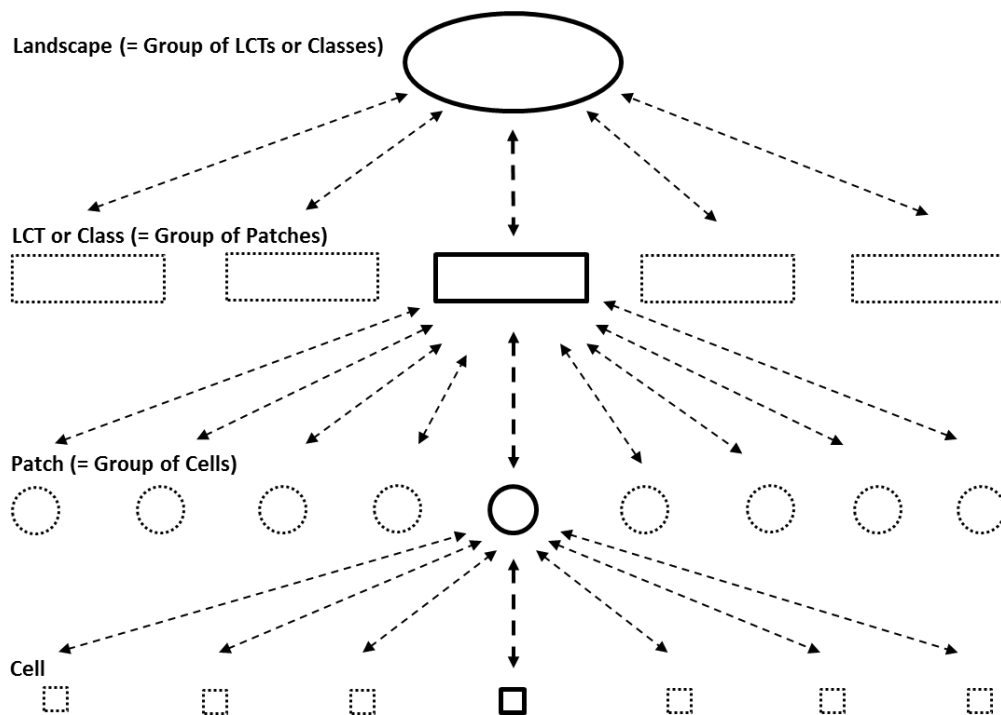 Landscape (= Group of LCTs or Classes)
LCT or Class (= Group of Patches)
Patch (= Group of Cells)
Cell